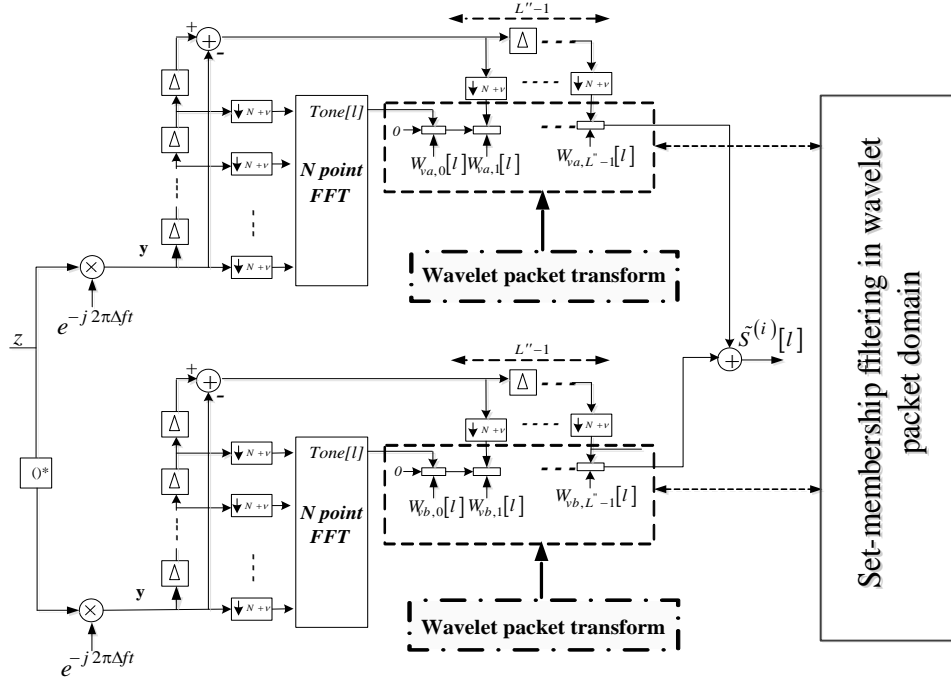 L''-1
+
-
Δ
Δ
Δ
Δ
↓ N+ν
↓ N+ν
↓ N+ν
↓ N+ν
↓ N+ν
Tone[l]
N point
FFT
0
W_{va,0}[l] W_{va,1}[l]
W_{va,L''-1}[l]
y
×
e^{-j2πΔft}
Wavelet packet transform
z
()*
L''-1
+
-
Δ
Δ
Δ
Δ
↓ N+ν
↓ N+ν
↓ N+ν
↓ N+ν
↓ N+ν
Tone[l]
N point
FFT
0
W_{vb,0}[l] W_{vb,1}[l]
W_{vb,L''-1}[l]
y
×
e^{-j2πΔft}
Wavelet packet transform
+
S̃^{(i)}[l]
Set-membership filtering in wavelet
packet domain